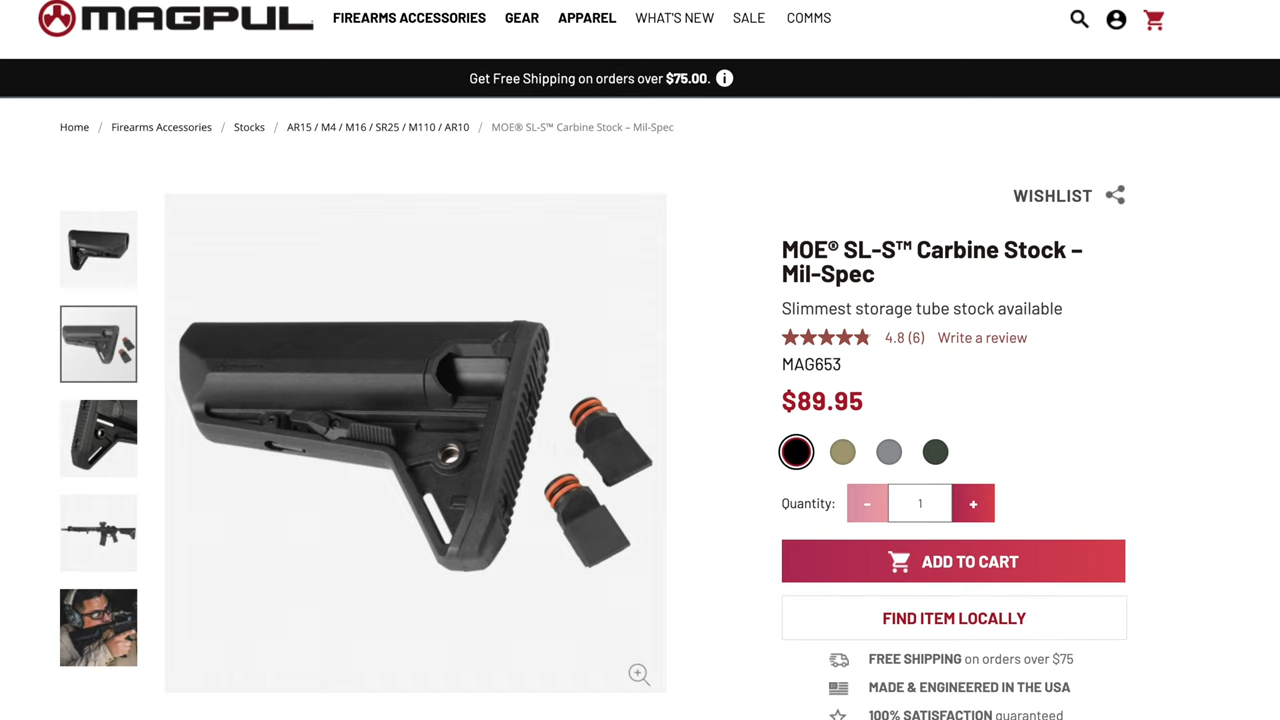 MAGPUL FIREARMS ACCESSORIES GEAR APPAREL WHAT'S NEW SALE COMMS
Get Free Shipping on orders over $75.00. i
Home / Firearms Accessories / Stocks / AR15 / M4 / M16 / SR25 / M110 / AR10 / MOE® SL-S™ Carbine Stock – Mil-Spec
WISHLIST
MOE® SL-S™ Carbine Stock –
Mil-Spec
Slimmest storage tube stock available
4.8 (6) Write a review
MAG653
$89.95
Quantity: - 1 +
ADD TO CART
FIND ITEM LOCALLY
FREE SHIPPING on orders over $75
MADE & ENGINEERED IN THE USA
100% SATISFACTION guaranteed